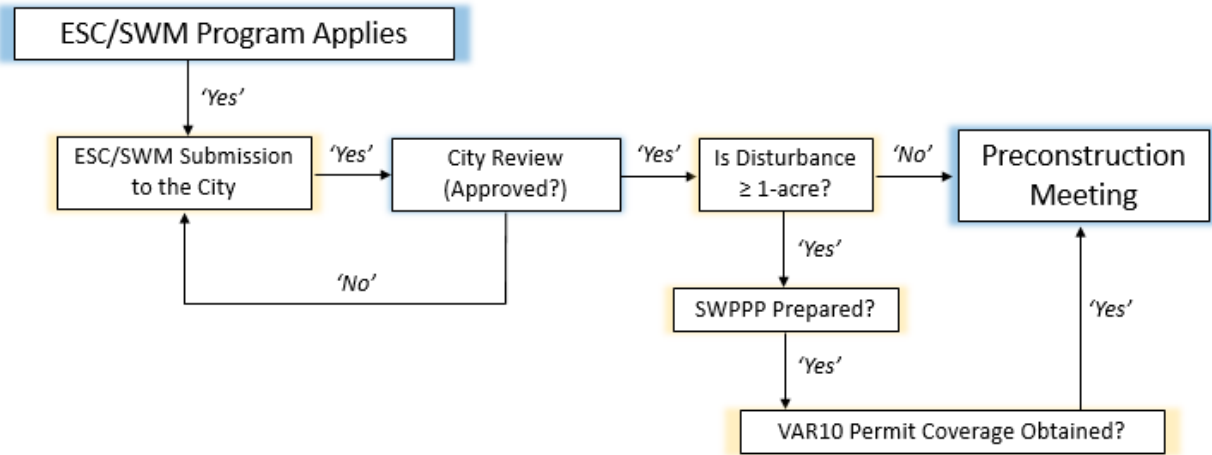 ESC/SWM Program Applies
‘Yes’
ESC/SWM Submission
to the City
‘Yes’
City Review
(Approved?)
‘Yes’
Is Disturbance
≥ 1-acre?
‘No’
Preconstruction
Meeting
‘No’
‘Yes’
SWPPP Prepared?
‘Yes’
‘Yes’
VAR10 Permit Coverage Obtained?